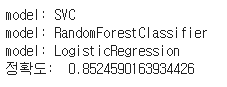 model: SVC
model: RandomForestClassifier
model: LogisticRegression
정확도:  0.8524590163934426